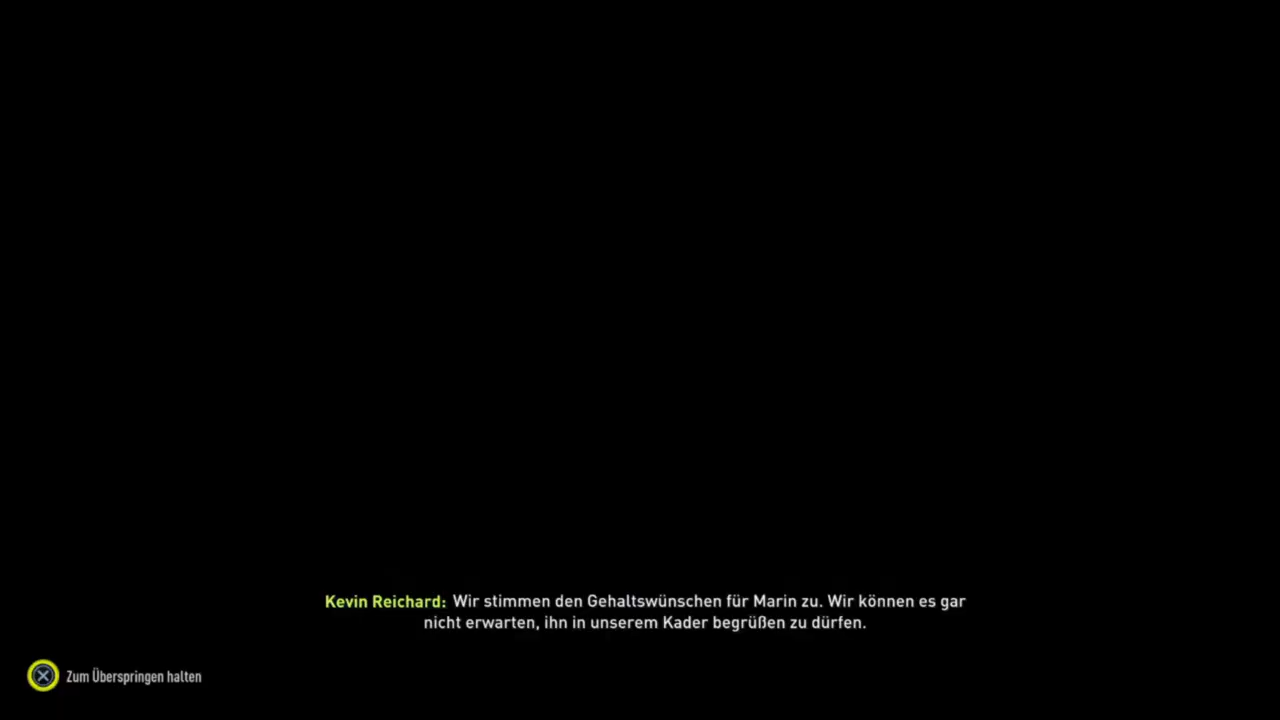 Kevin Reichard: Wir stimmen den Gehaltswünschen für Marin zu. Wir können es gar
nicht erwarten, ihn in unserem Kader begrüßen zu dürfen.
Zum Überspringen halten